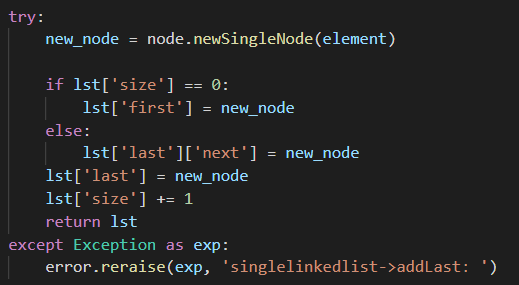 try:
    new_node = node.newSingleNode(element)

    if lst['size'] == 0:
        lst['first'] = new_node
    else:
        lst['last']['next'] = new_node
    lst['last'] = new_node
    lst['size'] += 1
    return lst
except Exception as exp:
    error.reraise(exp, 'singlelinkedlist->addLast: ')